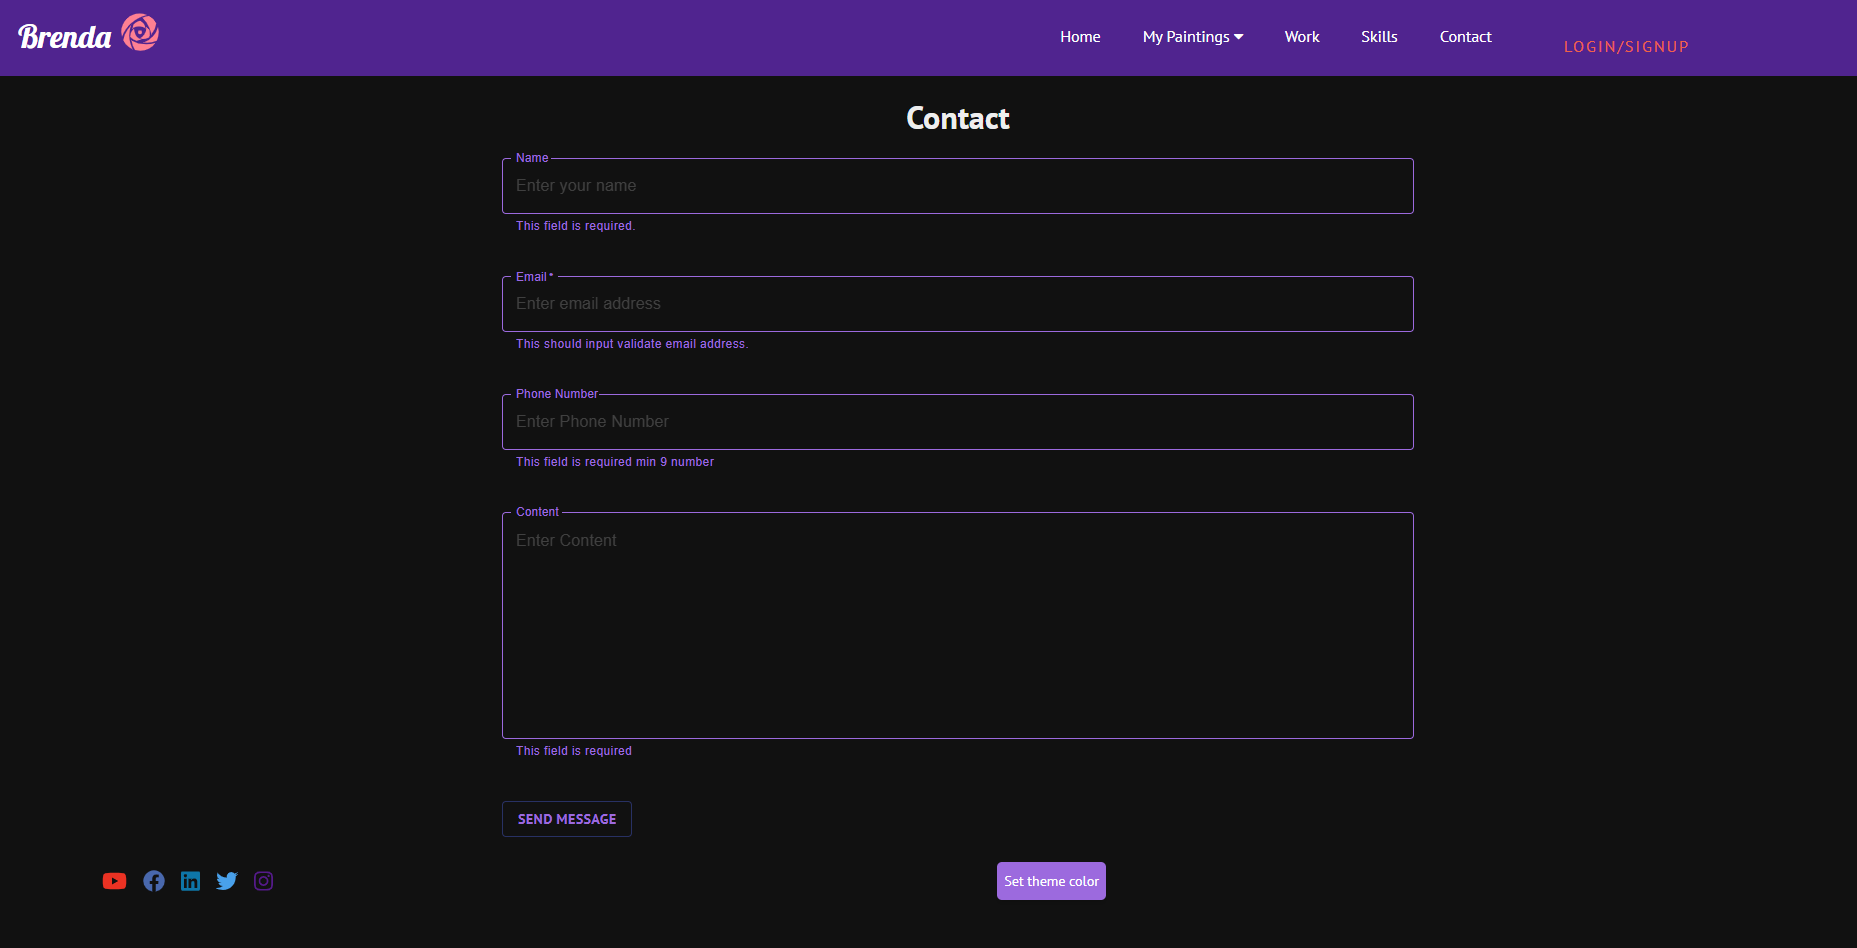 Brenda
Home My Paintings Work Skills Contact LOGIN/SIGNUP
Contact
Name
Enter your name
This field is required.
Email *
Enter email address
This should input validate email address.
Phone Number
Enter Phone Number
This field is required min 9 number
Content
Enter Content
This field is required
SEND MESSAGE
in
Set theme color